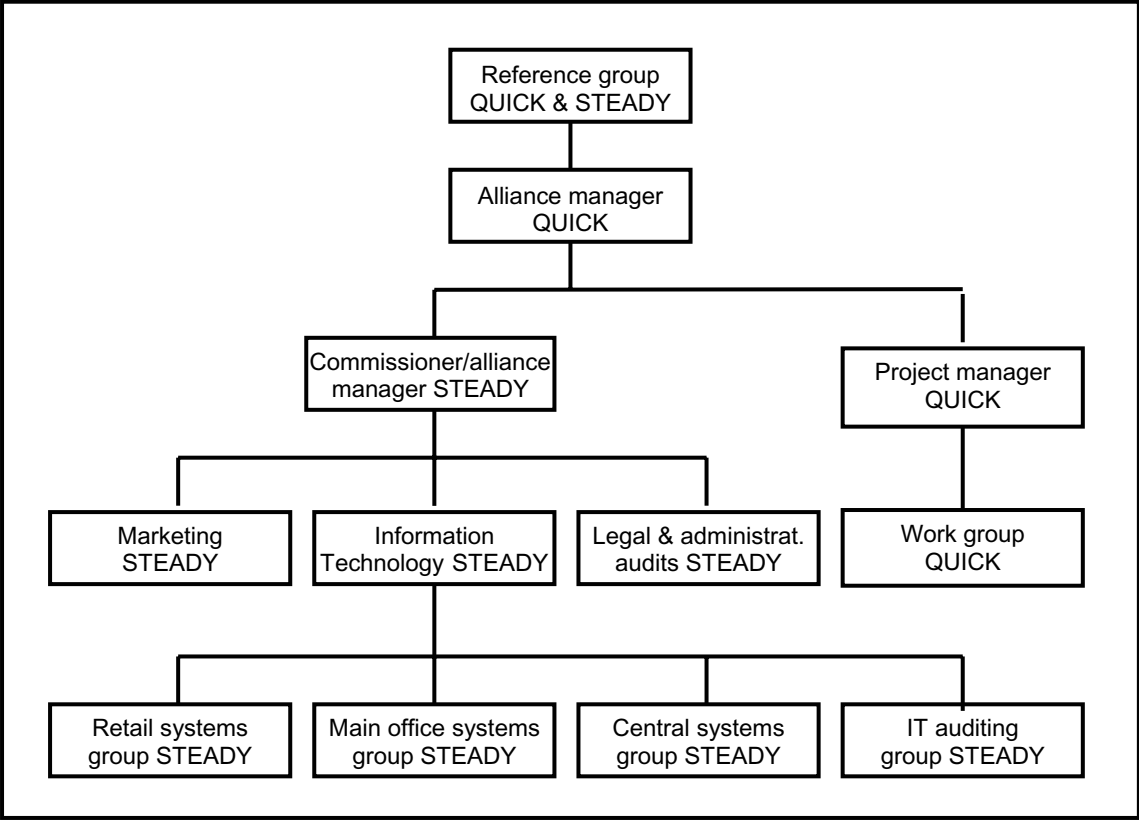 Reference group
QUICK & STEADY
Alliance manager
QUICK
Commissioner/alliance
manager STEADY
Project manager
QUICK
Marketing
STEADY
Information
Technology STEADY
Legal & administrat.
audits STEADY
Work group
QUICK
Retail systems
group STEADY
Main office systems
group STEADY
Central systems
group STEADY
IT auditing
group STEADY